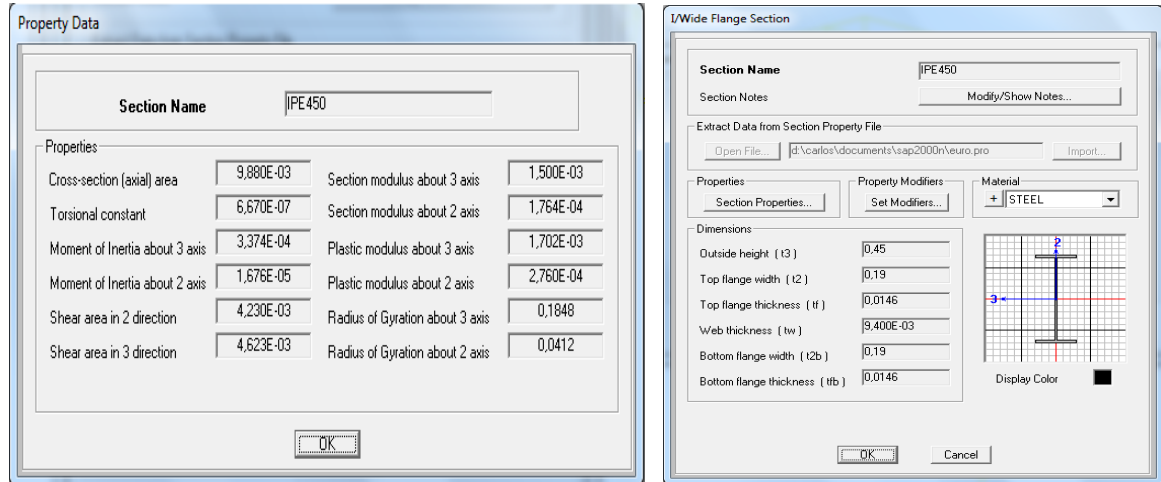 Property Data
Section Name IPE450
Properties
Cross-section (axial) area 9,880E-03 Section modulus about 3 axis 1,500E-03
Torsional constant 6,670E-07 Section modulus about 2 axis 1,764E-04
Moment of Inertia about 3 axis 3,374E-04 Plastic modulus about 3 axis 1,702E-03
Moment of Inertia about 2 axis 1,676E-05 Plastic modulus about 2 axis 2,760E-04
Shear area in 2 direction 4,230E-03 Radius of Gyration about 3 axis 0,1848
Shear area in 3 direction 4,623E-03 Radius of Gyration about 2 axis 0,0412
OK
I/Wide Flange Section
Section Name IPE450
Section Notes Modify/Show Notes...
Extract Data from Section Property File
Open File... d:\carlos\documents\sap2000n\euro.pro Import...
Properties Property Modifiers Material
Section Properties... Set Modifiers... + STEEL
Dimensions
Outside height ( t3 ) 0,45
Top flange width ( t2 ) 0,19
Top flange thickness ( tf ) 0,0146
Web thickness ( tw ) 9,400E-03
Bottom flange width ( t2b ) 0,19
Bottom flange thickness ( tfb ) 0,0146
2
3
Display Color
OK Cancel